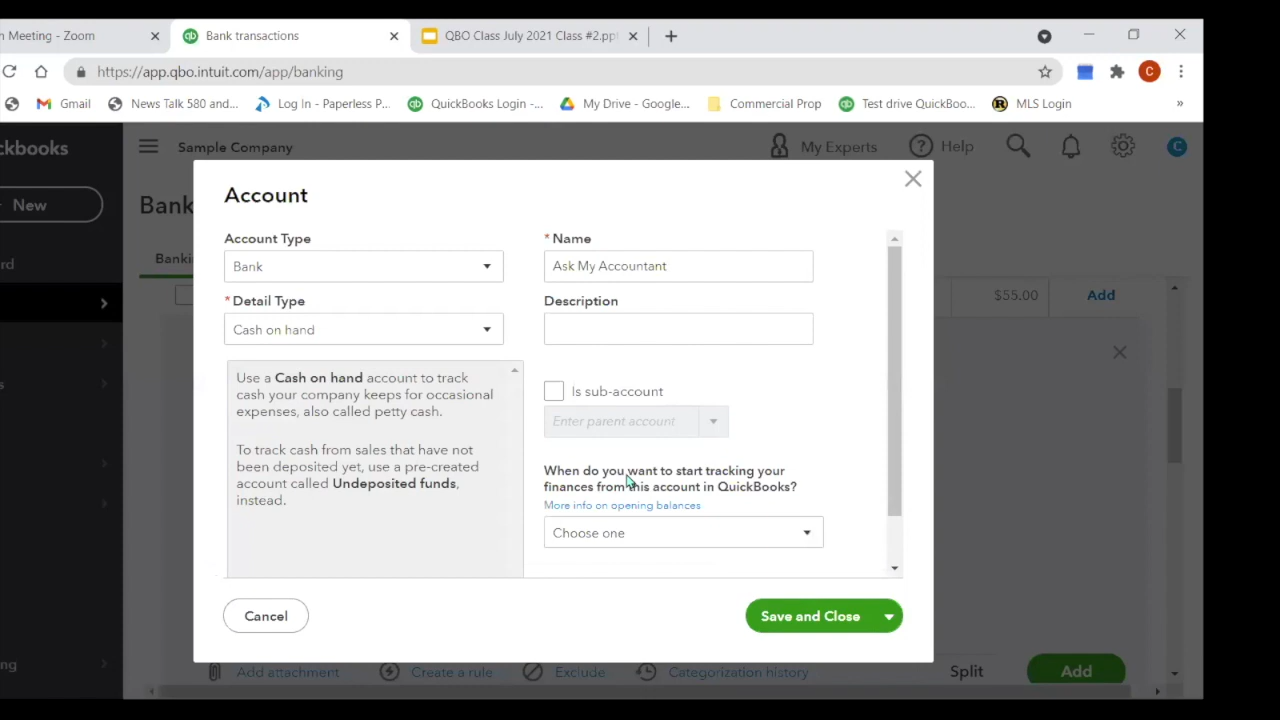 n Meeting - Zoom
Bank transactions
QBO Class July 2021 Class #2.ppt
https://app.qbo.intuit.com/app/banking
C
Gmail
News Talk 580 and...
Log In - Paperless P...
QuickBooks Login -...
My Drive - Google...
Commercial Prop
Test drive QuickBoo...
MLS Login
»
ckbooks
Sample Company
My Experts
Help
C
New
Bank
rd
Banki
$55.00
Add
Account
Account Type
* Name
Bank
Ask My Accountant
* Detail Type
Description
Cash on hand
Use a Cash on hand account to track
cash your company keeps for occasional
expenses, also called petty cash.
To track cash from sales that have not
been deposited yet, use a pre-created
account called Undeposited funds,
instead.
Is sub-account
Enter parent account
When do you want to start tracking your
finances from this account in QuickBooks?
More info on opening balances
Choose one
Cancel
Save and Close
s
ng
Add attachment
Create a rule
Exclude
Categorization history
Split
Add